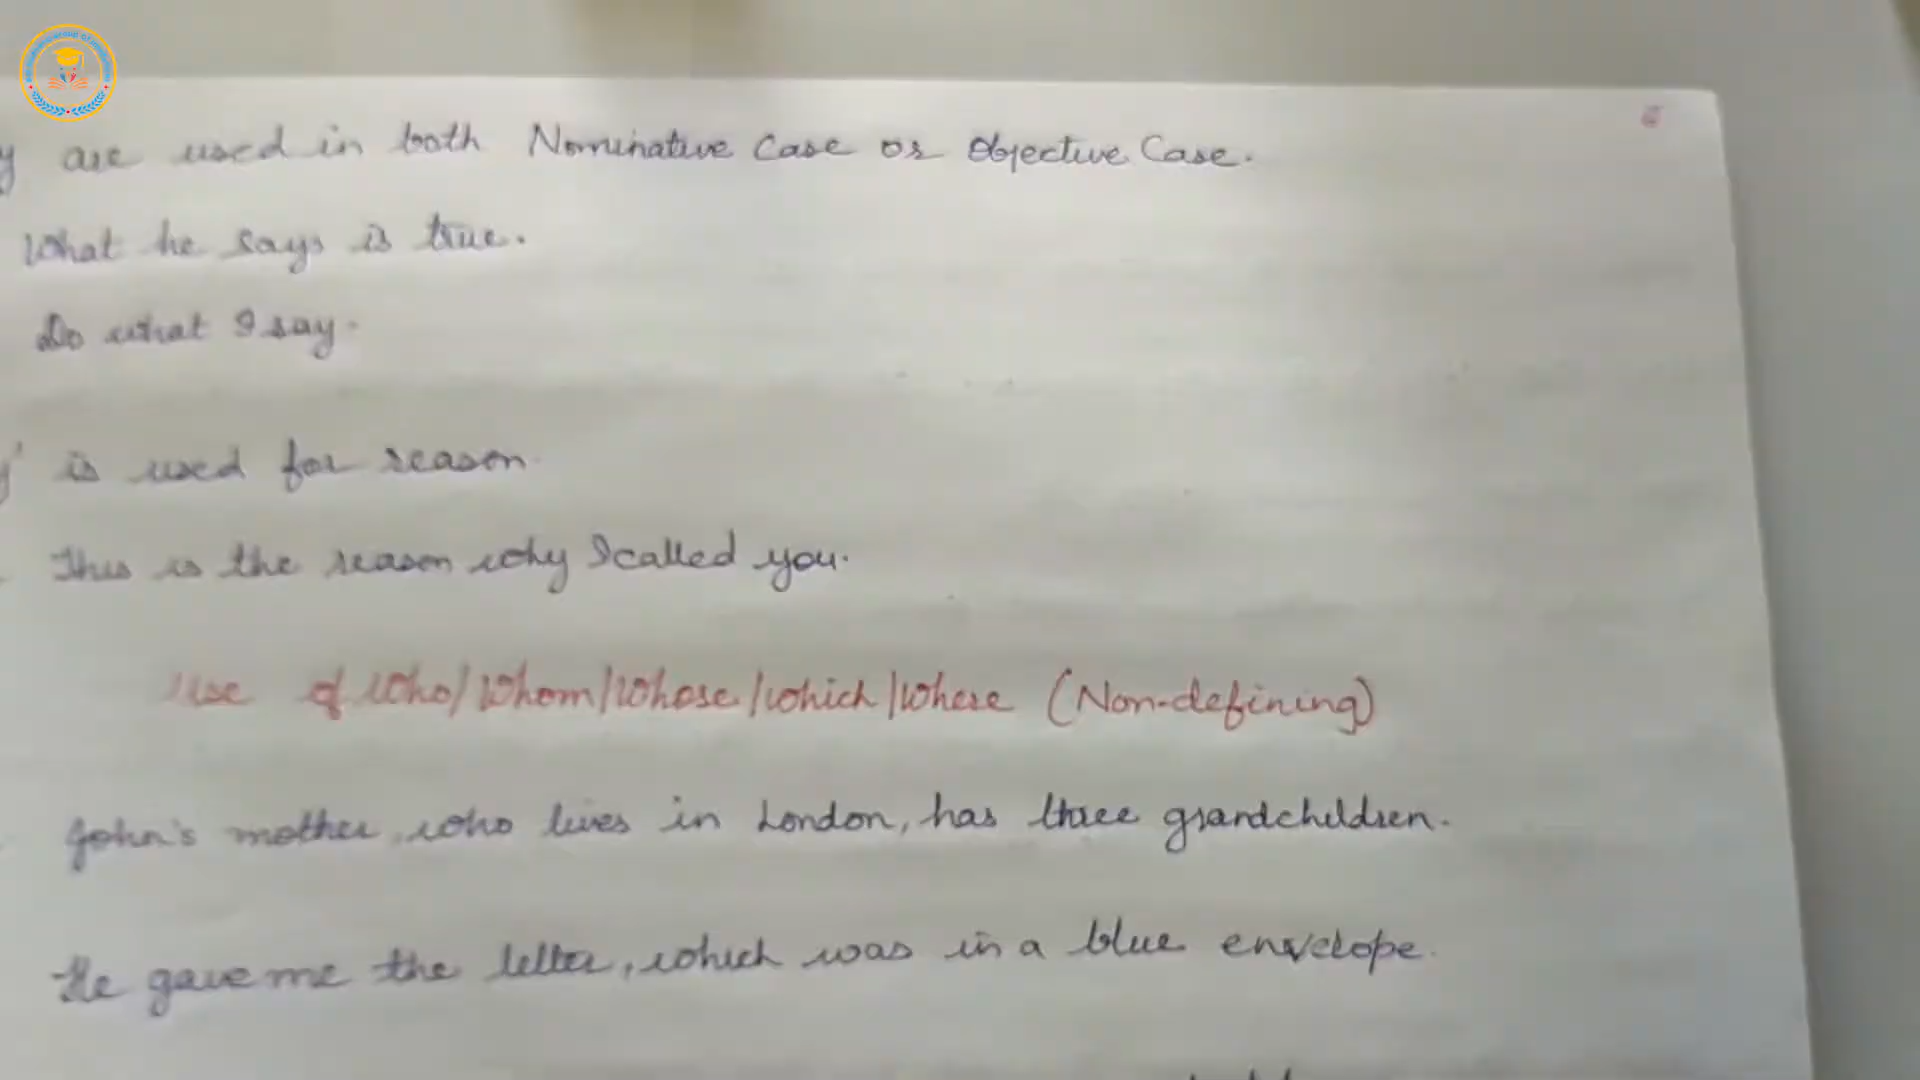 y are used in both Nominative Case or Objective Case.
What he says is true.
Do what I say.
y' is used for reason
This is the reason why I called you.
Use of Who/Whom/Whose/Which/Where (Non-defining)
John's mother, who lives in London, has three grandchildren.
He gave me the letter, which was in a blue envelope.